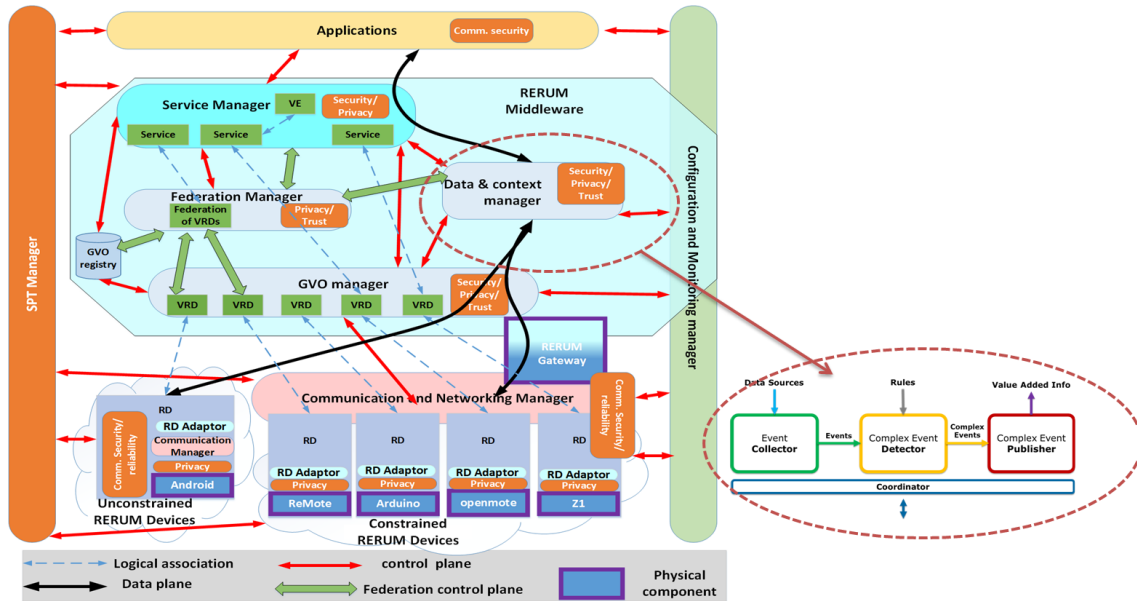 Applications
Comm. security
SPT Manager
Configuration and Monitoring manager
RERUM
Middleware
Service Manager
VE
Security/
Privacy
Service
Service
Service
Data & context
manager
Security/
Privacy/
Trust
Federation Manager
Federation
of VRDs
Privacy/
Trust
GVO
registry
GVO manager
VRD
VRD
VRD
VRD
VRD
Security/
Privacy/
Trust
RERUM
Gateway
Communication and Networking Manager
Comm. Security/
reliability
RD
RD Adaptor
Communication
Manager
Privacy
Android
Comm. Security/
reliability
Unconstrained
RERUM Devices
RD
RD Adaptor
Privacy
ReMote
RD
RD Adaptor
Privacy
Arduino
RD
RD Adaptor
Privacy
openmote
RD
RD Adaptor
Privacy
Z1
Constrained
RERUM Devices
Data Sources
Rules
Value Added Info
Event
Collector
Events
Complex Event
Detector
Complex
Events
Complex Event
Publisher
Coordinator
Logical association
control plane
Data plane
Federation control plane
Physical
component